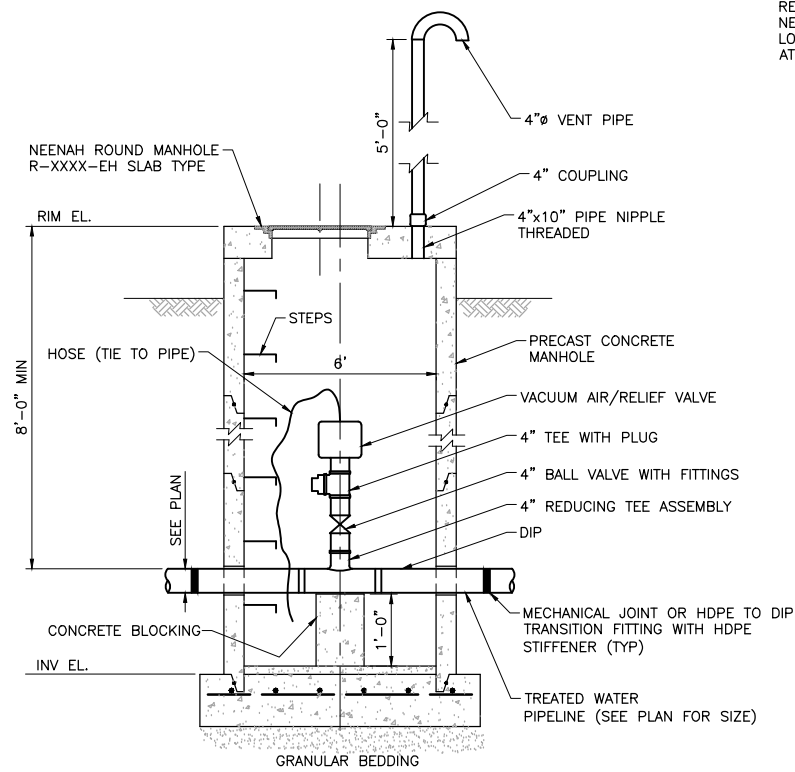 RE
NE
LO
AT
5'-0"
4"ø VENT PIPE
NEENAH ROUND MANHOLE
R-XXXX-EH SLAB TYPE
4" COUPLING
4"x10" PIPE NIPPLE
THREADED
RIM EL.
STEPS
HOSE (TIE TO PIPE)
6'
PRECAST CONCRETE
MANHOLE
8'-0" MIN
VACUUM AIR/RELIEF VALVE
4" TEE WITH PLUG
4" BALL VALVE WITH FITTINGS
4" REDUCING TEE ASSEMBLY
SEE PLAN
DIP
CONCRETE BLOCKING
1'-0"
MECHANICAL JOINT OR HDPE TO DIP
TRANSITION FITTING WITH HDPE
STIFFENER (TYP)
INV EL.
TREATED WATER
PIPELINE (SEE PLAN FOR SIZE)
GRANULAR BEDDING